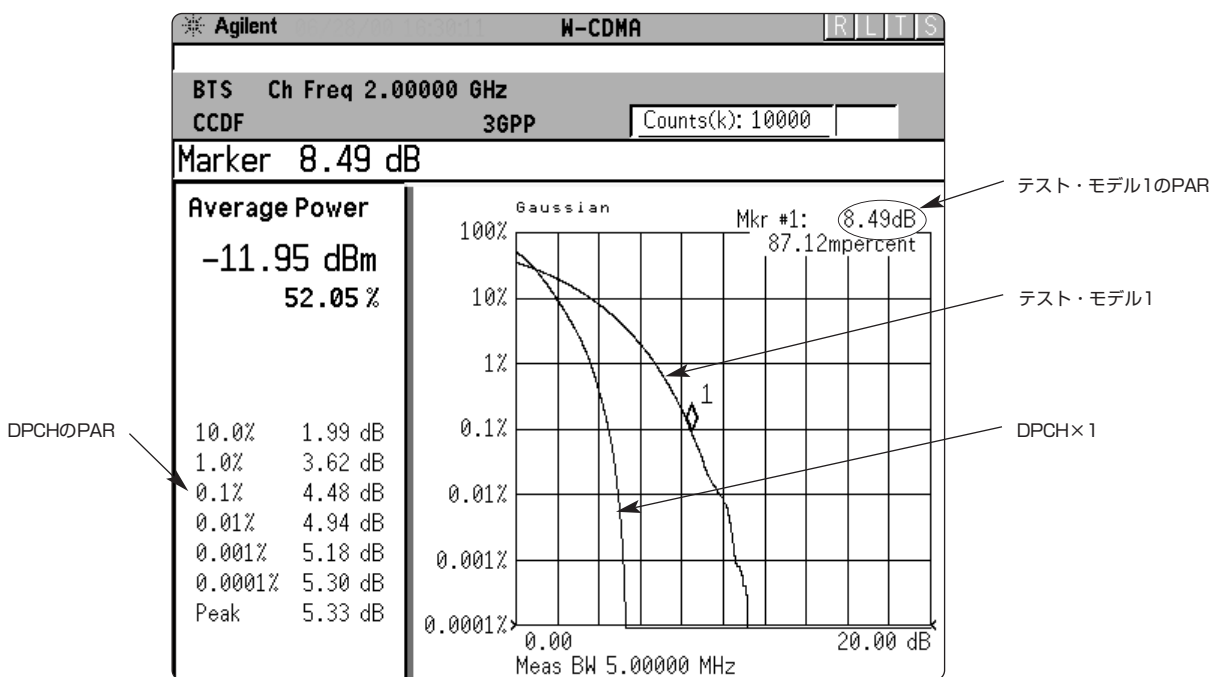 Agilent 16:30:11 W-CDMA R L T S
BTS Ch Freq 2.00000 GHz
CCDF 3GPP Counts(k): 10000
Marker 8.49 dB
Average Power
-11.95 dBm
52.05 %
10.0% 1.99 dB
1.0% 3.62 dB
0.1% 4.48 dB
0.01% 4.94 dB
0.001% 5.18 dB
0.0001% 5.30 dB
Peak 5.33 dB
DPCHのPAR
Gaussian
Mkr #1: 8.49dB
87.12mpercent
100%
10%
1%
0.1%
0.01%
0.001%
0.0001%
1
0.00 20.00 dB
Meas BW 5.00000 MHz
テスト・モデル1のPAR
テスト・モデル1
DPCH×1